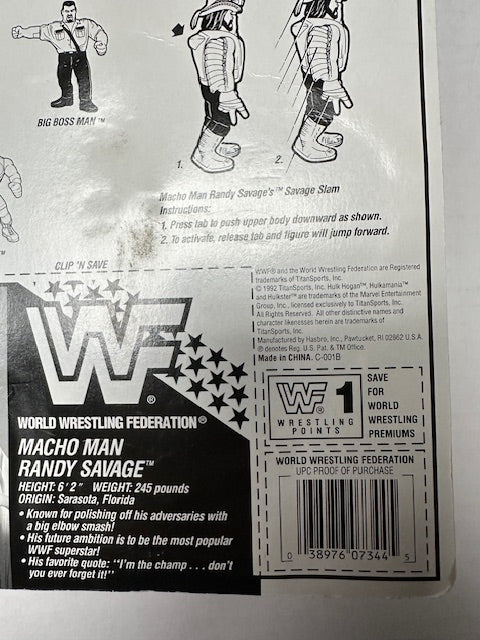 BIG BOSS MAN™
1.
2.
Macho Man Randy Savage's™ Savage Slam
Instructions:
1. Press tab to push upper body downward as shown.
2. To activate, release tab and figure will jump forward.
CLIP 'N SAVE
WWF® and the World Wrestling Federation are Registered
trademarks of TitanSports, Inc.
© 1992 TitanSports, Inc. Hulk Hogan™, Hulkamania™
and Hulkster™ are trademarks of the Marvel Entertainment
Group, Inc., licensed exclusively to TitanSports, Inc.
All Rights Reserved. All other distinctive names and
character likenesses herein are trademarks of
TitanSports, Inc.
Manufactured by Hasbro, Inc., Pawtucket, RI 02862 U.S.A.
® denotes Reg. U.S. Pat. & TM Office.
Made in CHINA. C-001B
WF®
WORLD WRESTLING FEDERATION®
MACHO MAN
RANDY SAVAGE™
HEIGHT: 6' 2" WEIGHT: 245 pounds
ORIGIN: Sarasota, Florida
• Known for polishing off his adversaries with
a big elbow smash!
• His future ambition is to be the most popular
WWF superstar!
• His favorite quote: "I'm the champ . . . don't
you ever forget it!"
WF® 1
WRESTLING
POINTS
SAVE
FOR
WORLD
WRESTLING
PREMIUMS
WORLD WRESTLING FEDERATION
UPC PROOF OF PURCHASE
0 38976 07344 5